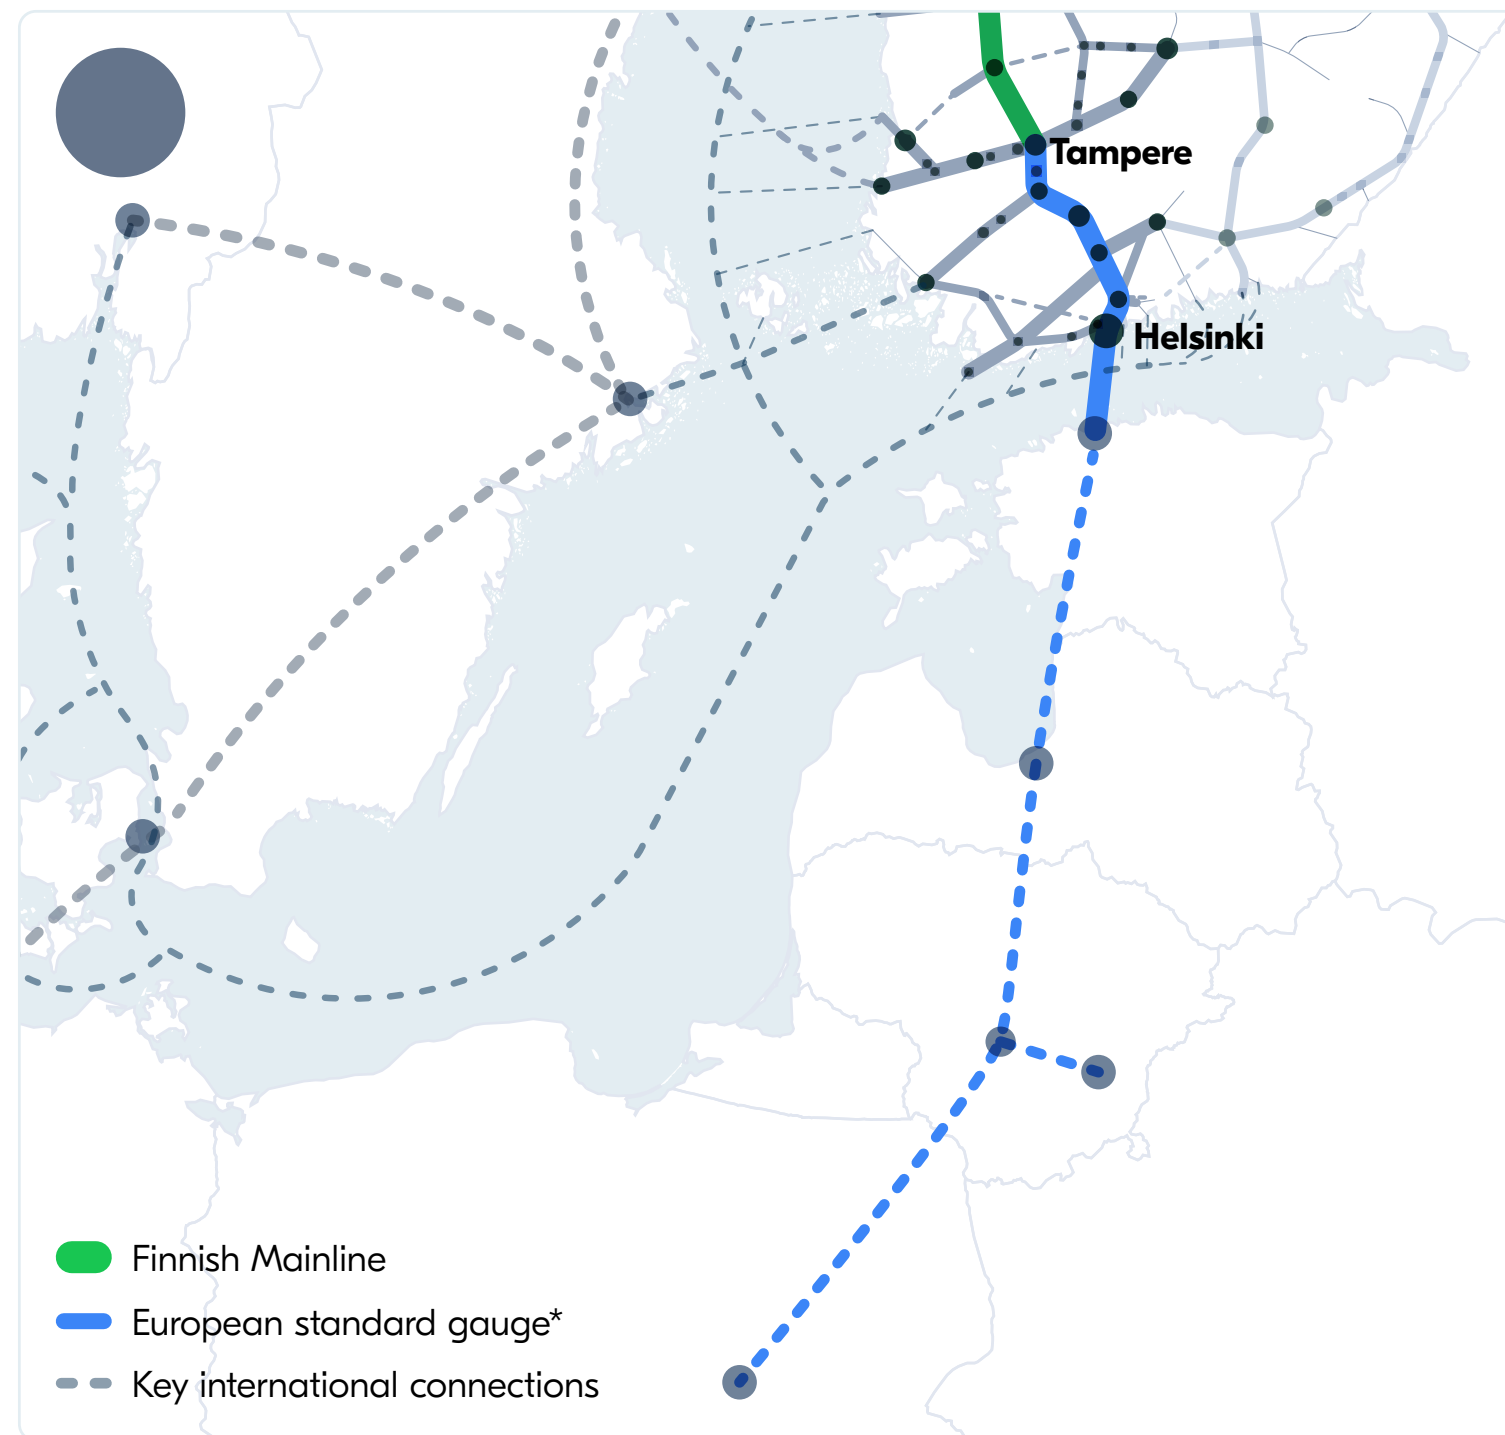 Tampere
Helsinki
Finnish Mainline
European standard gauge*
Key international connections